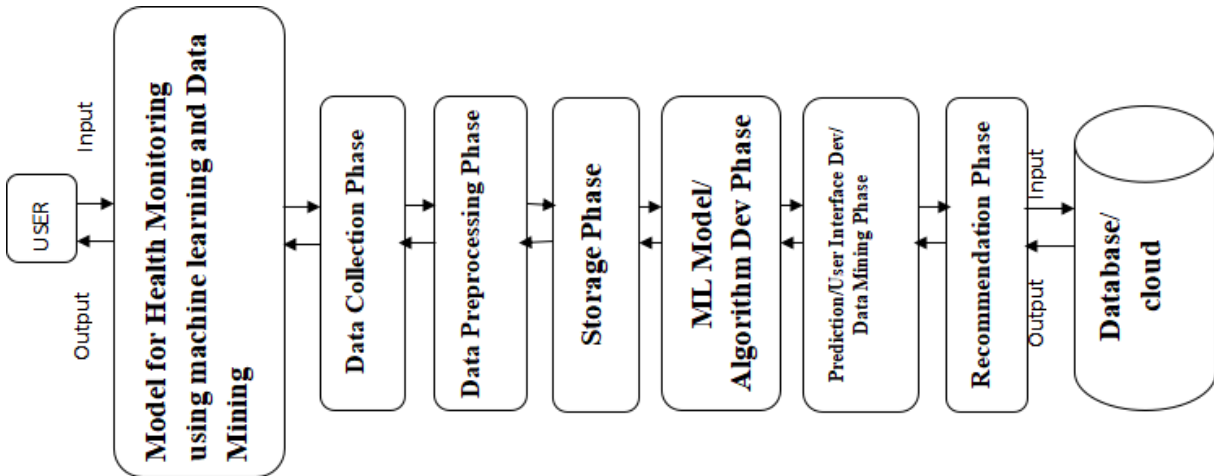 USER
Input
Output
Model for Health Monitoring
using machine learning and Data
Mining
Data Collection Phase
Data Preprocessing Phase
Storage Phase
ML Model/
Algorithm Dev Phase
Prediction/User Interface Dev/
Data Mining Phase
Recommendation Phase
Input
Output
Database/
cloud